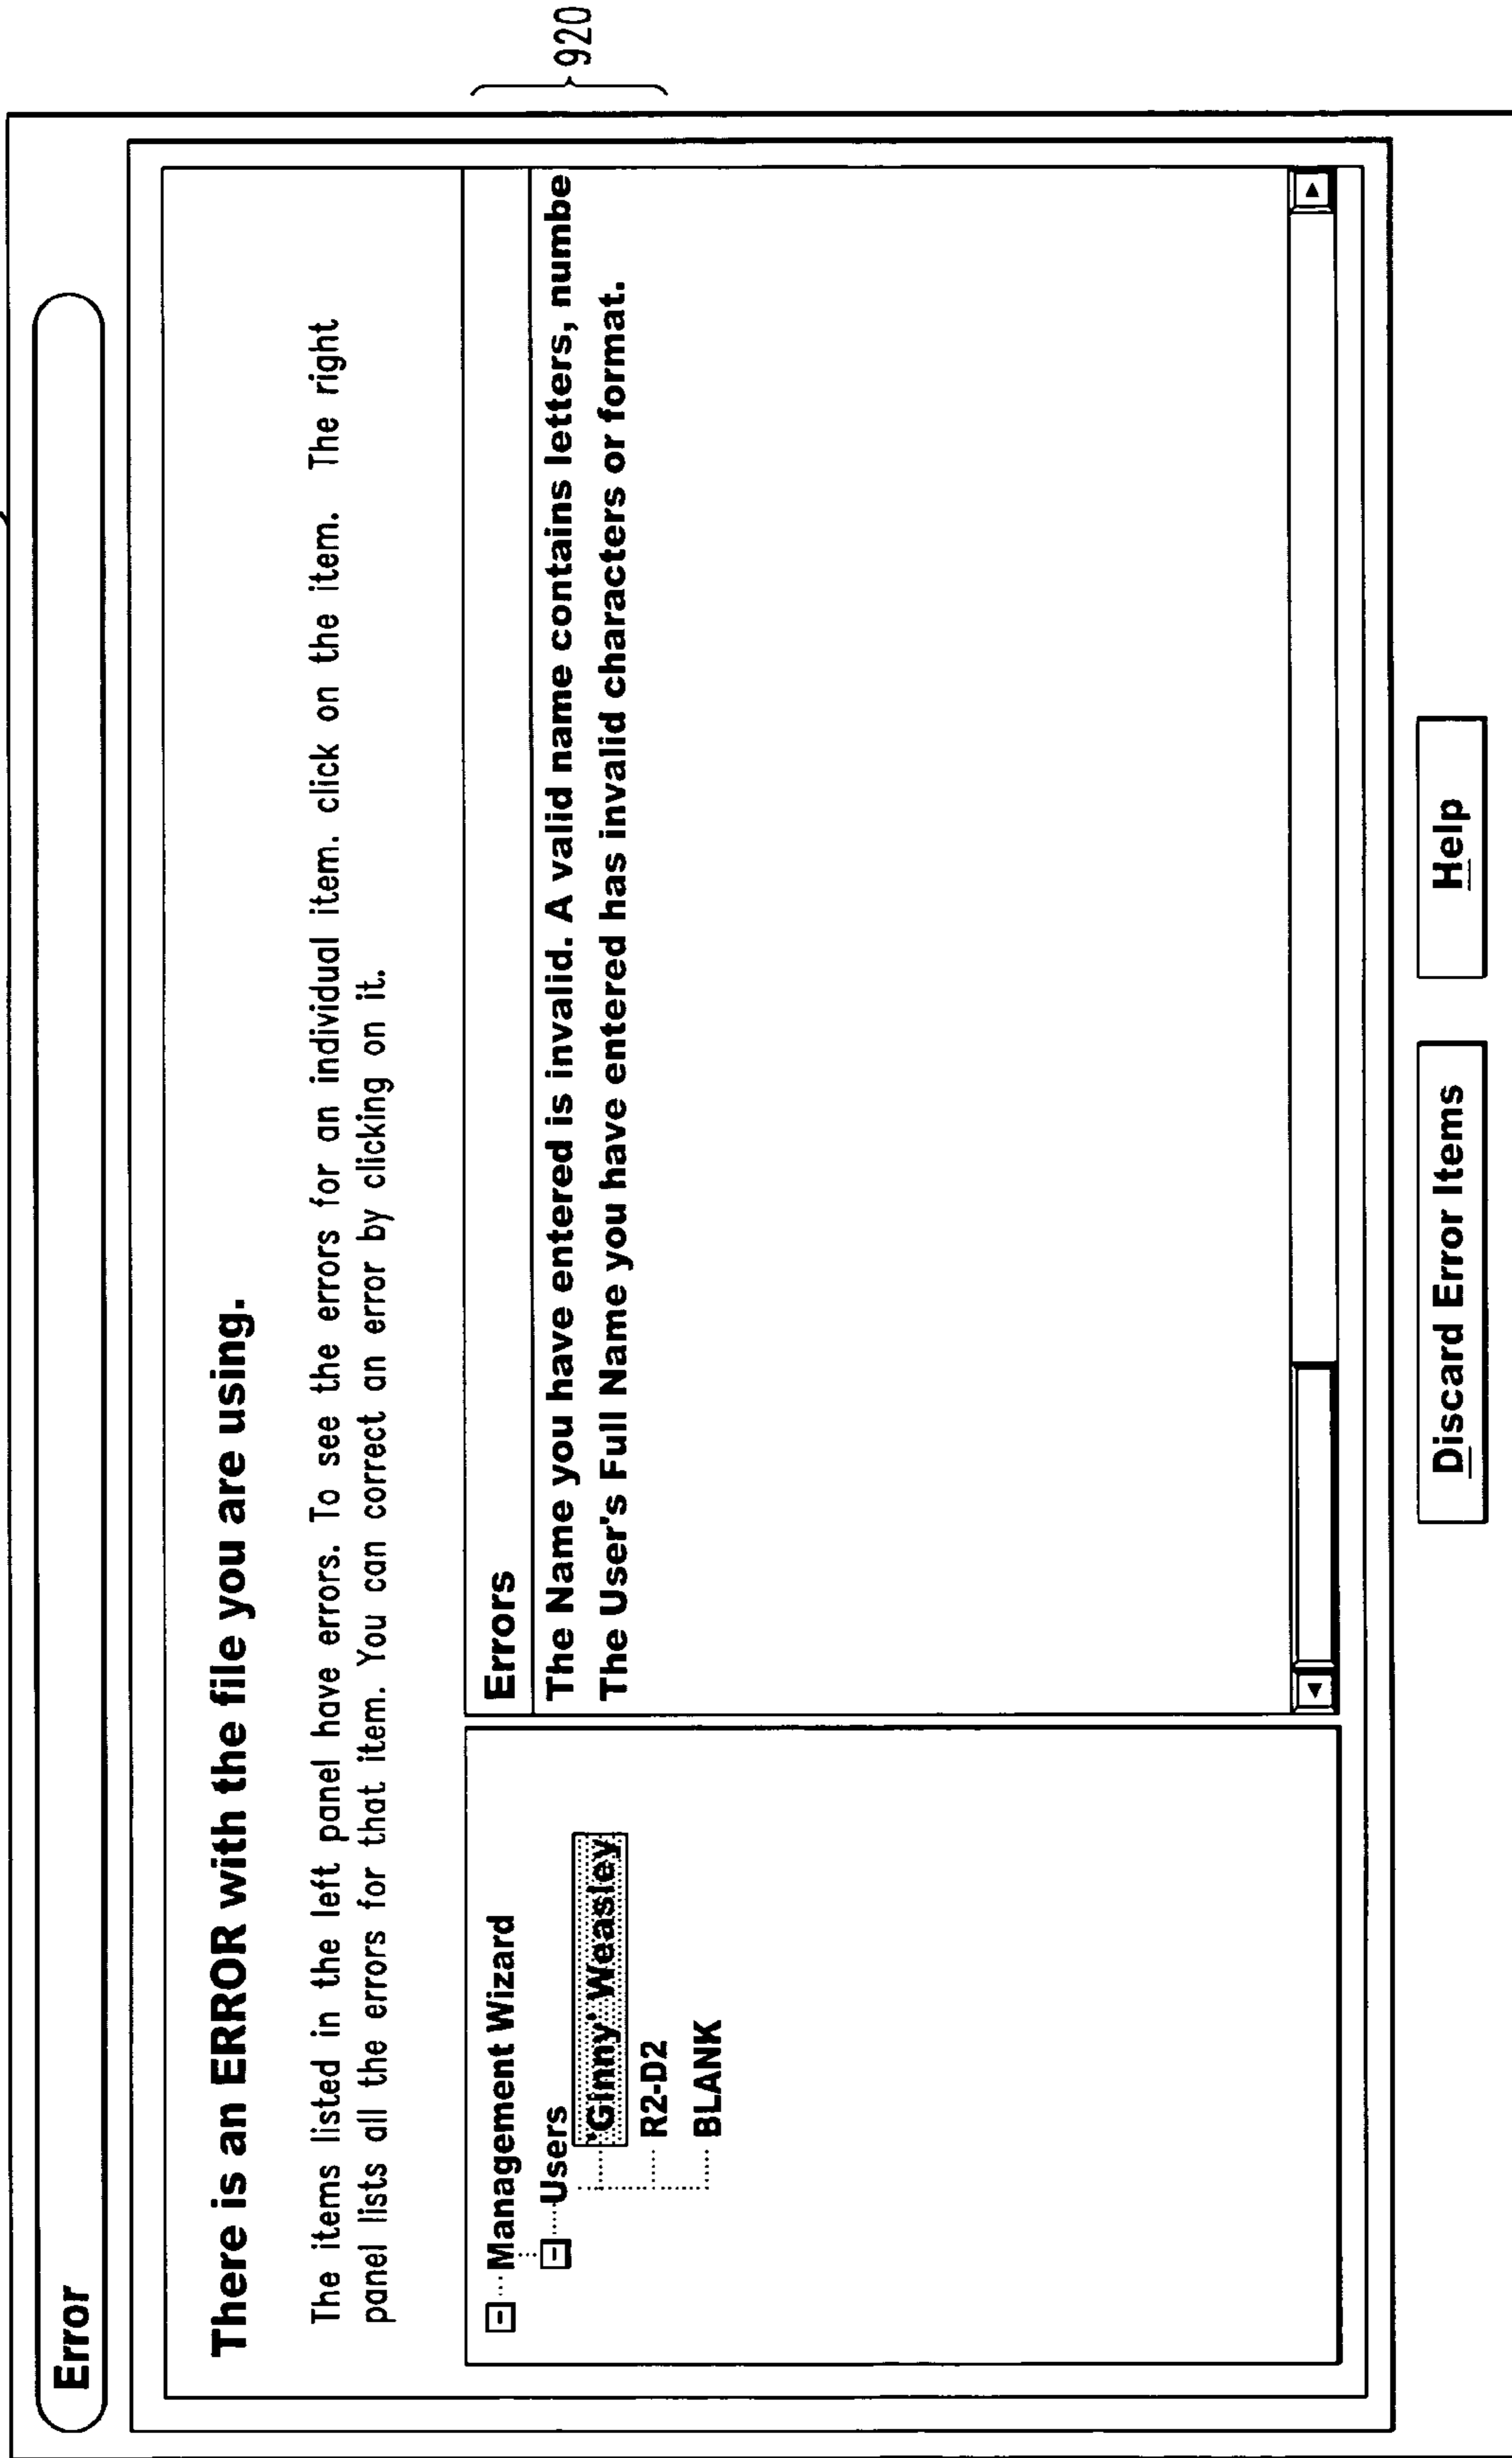 Error
There is an ERROR with the file you are using.
The items listed in the left panel have errors. To see the errors for an individual item. click on the item. The right
panel lists all the errors for that item. You can correct an error by clicking on it.
Management Wizard
Users
'Ginny' Weasley
R2-D2
BLANK
Errors
The Name you have entered is invalid. A valid name contains letters, numbe
The User's Full Name you have entered has invalid characters or format.
920
Discard Error Items
Help